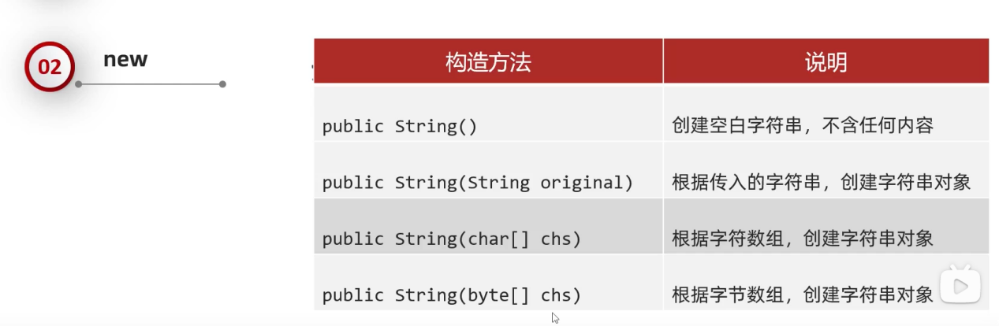 02
new
构造方法 说明
public String() 创建空白字符串，不含任何内容
public String(String original) 根据传入的字符串，创建字符串对象
public String(char[] chs) 根据字符数组，创建字符串对象
public String(byte[] chs) 根据字节数组，创建字符串对象